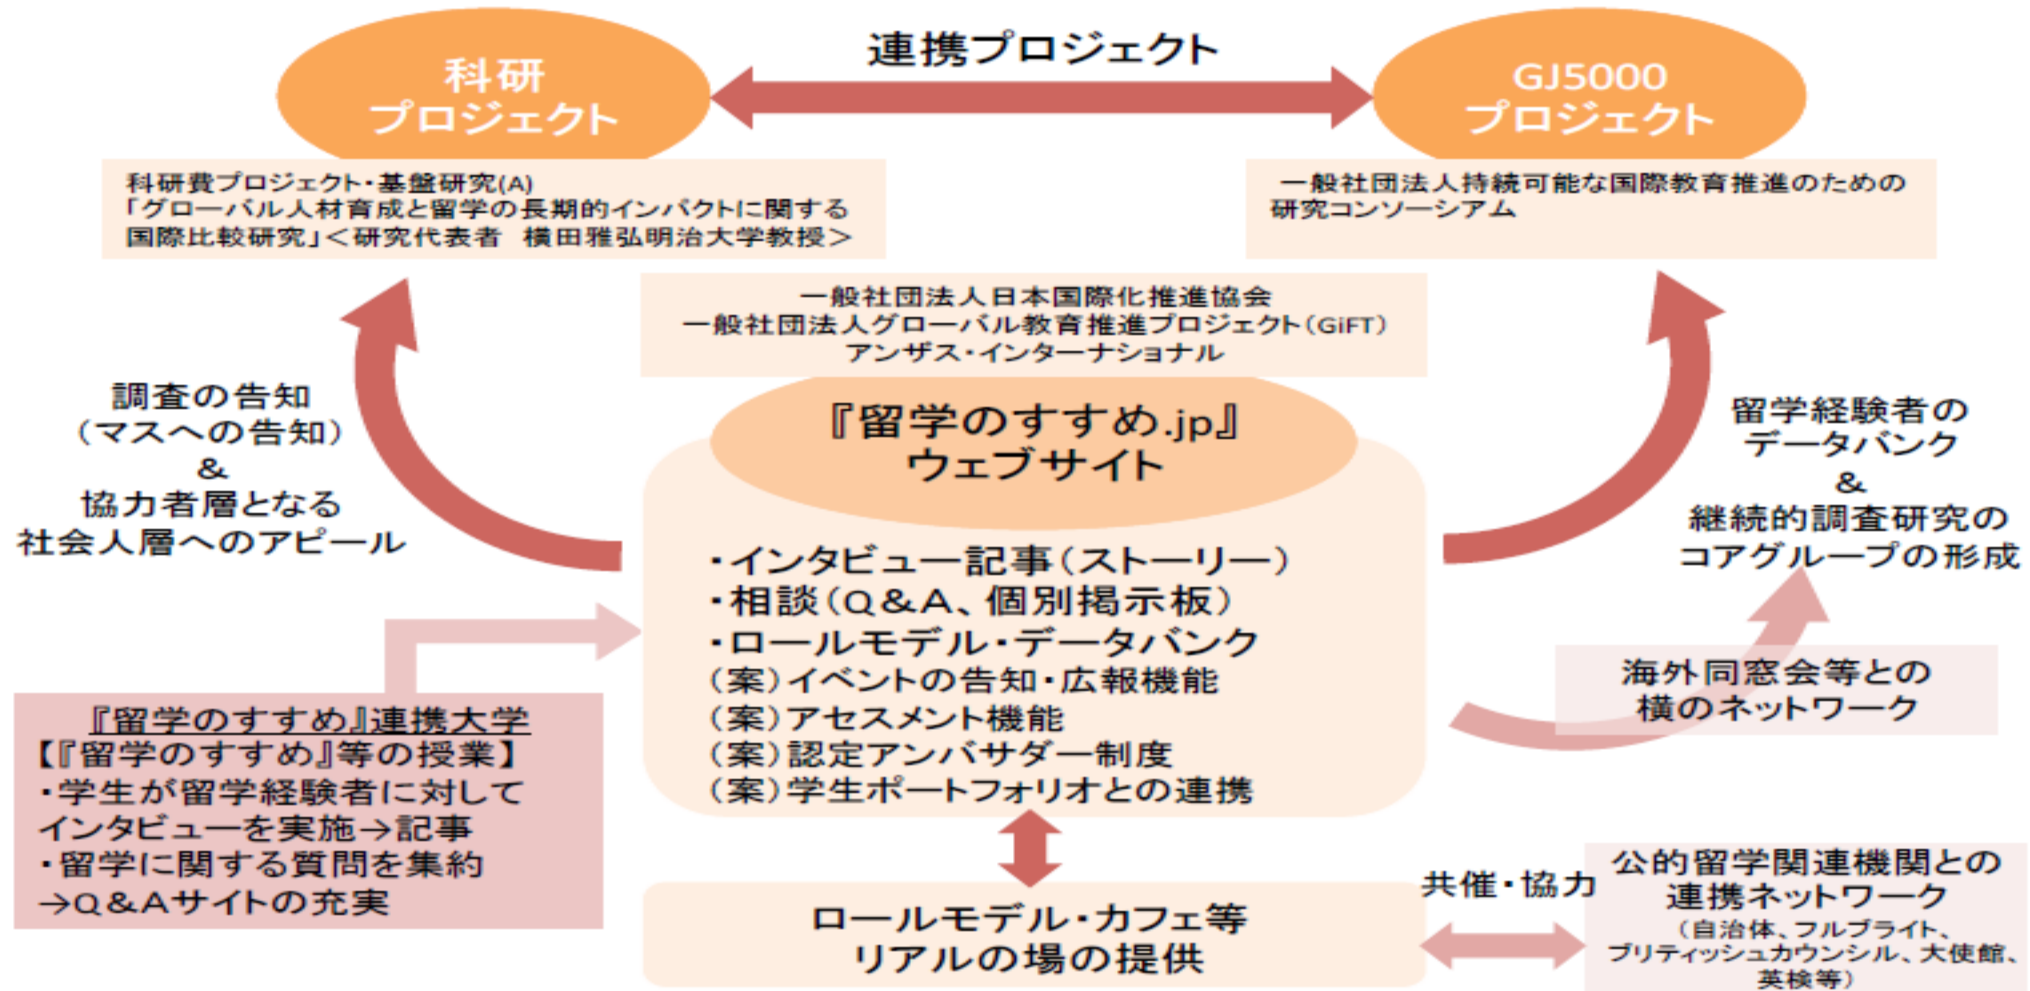 連携プロジェクト
科研
プロジェクト
GJ5000
プロジェクト
科研費プロジェクト・基盤研究(A)
「グローバル人材育成と留学の長期的インパクトに関する
国際比較研究」＜研究代表者　横田雅弘明治大学教授＞
一般社団法人持続可能な国際教育推進のための
研究コンソーシアム
一般社団法人日本国際化推進協会
一般社団法人グローバル教育推進プロジェクト（GiFT）
アンザス・インターナショナル
『留学のすすめ.jp』
ウェブサイト
・インタビュー記事（ストーリー）
・相談（Q&A、個別掲示板）
・ロールモデル・データバンク
（案）イベントの告知・広報機能
（案）アセスメント機能
（案）認定アンバサダー制度
（案）学生ポートフォリオとの連携
調査の告知
（マスへの告知）
&
協力者層となる
社会人層へのアピール
留学経験者の
データバンク
&
継続的調査研究の
コアグループの形成
海外同窓会等との
横のネットワーク
『留学のすすめ』連携大学
【『留学のすすめ』等の授業】
・学生が留学経験者に対して
インタビューを実施→記事
・留学に関する質問を集約
→Q&Aサイトの充実
ロールモデル・カフェ等
リアルの場の提供
共催・協力
公的留学関連機関との
連携ネットワーク
（自治体、フルブライト、
ブリティッシュカウンシル、大使館、
英検等）